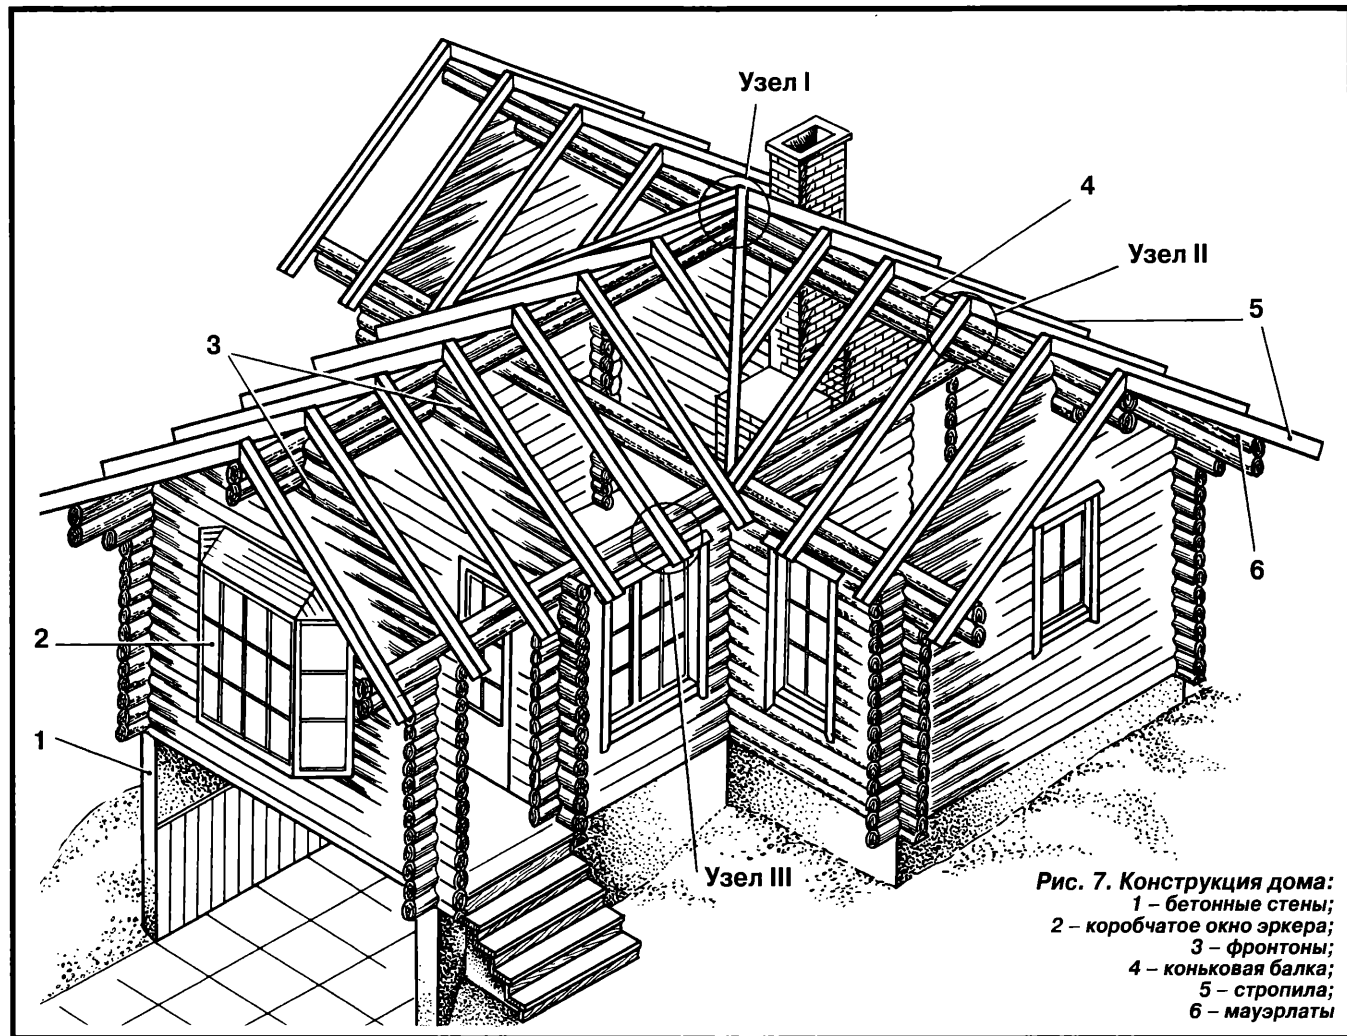 Узел I
4
Узел II
5
3
6
2
1
Узел III
Рис. 7. Конструкция дома:
1 – бетонные стены;
2 – коробчатое окно эркера;
3 – фронтоны;
4 – коньковая балка;
5 – стропила;
6 – мауэрлаты